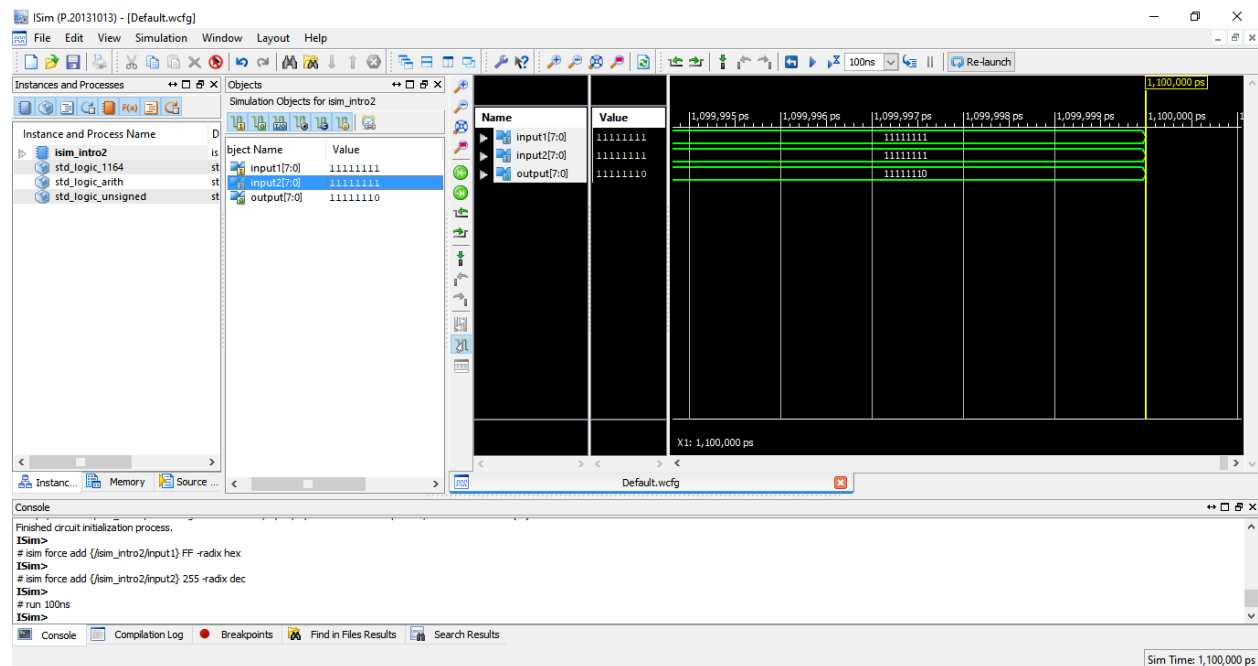 ISim (P.20131013) - [Default.wcfg]
File Edit View Simulation Window Layout Help
100ns Re-launch
Instances and Processes
Instance and Process Name D
isim_intro2 is
std_logic_1164 st
std_logic_arith st
std_logic_unsigned st
Instanc... Memory Source ...
Objects
Simulation Objects for isim_intro2
bject Name Value
input1[7:0] 11111111
input2[7:0] 11111111
output[7:0] 11111110
Name Value
input1[7:0] 11111111
input2[7:0] 11111111
output[7:0] 11111110
1,100,000 ps
1,099,995 ps 1,099,996 ps 1,099,997 ps 1,099,998 ps 1,099,999 ps 1,100,000 ps 1
11111111
11111111
11111110
X1: 1,100,000 ps
Default.wcfg
Console
Finished circuit initialization process.
ISim>
# isim force add {/isim_intro2/input1} FF -radix hex
ISim>
# isim force add {/isim_intro2/input2} 255 -radix dec
ISim>
# run 100ns
ISim>
Console Compilation Log Breakpoints Find in Files Results Search Results
Sim Time: 1,100,000 ps